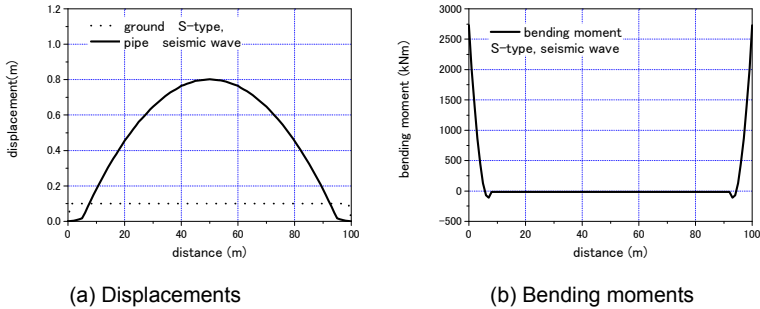 ground S-type,
pipe seismic wave
displacement(m)
1.2
1.0
0.8
0.6
0.4
0.2
0.0
0 20 40 60 80 100
distance (m)
(a) Displacements
bending moment
S-type, seismic wave
bending moment (kNm)
3000
2500
2000
1500
1000
500
0
−500
0 20 40 60 80 100
distance (m)
(b) Bending moments